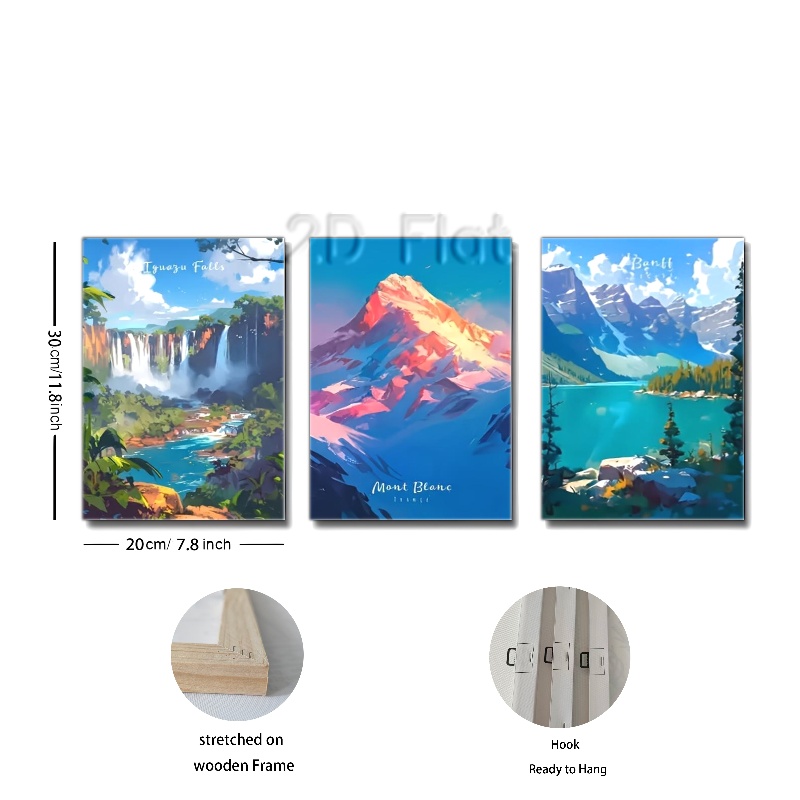 2D Flat
Iguazu Falls
Banff
Mont Blanc
30cm/11.8inch
20cm/ 7.8 inch
stretched on
wooden Frame
Hook
Ready to Hang